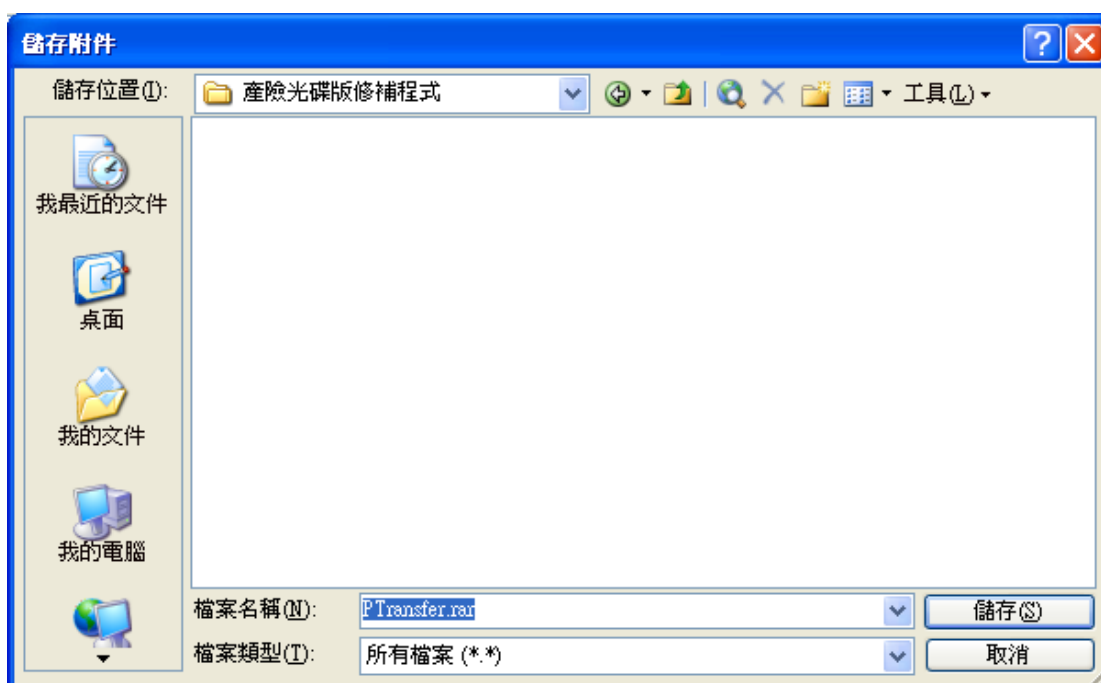 儲存附件
儲存位置(I): 產險光碟版修補程式 工具(L)
我最近的文件
桌面
我的文件
我的電腦
檔案名稱(N): PTransfer.rar 儲存(S)
檔案類型(T): 所有檔案 (*.*) 取消